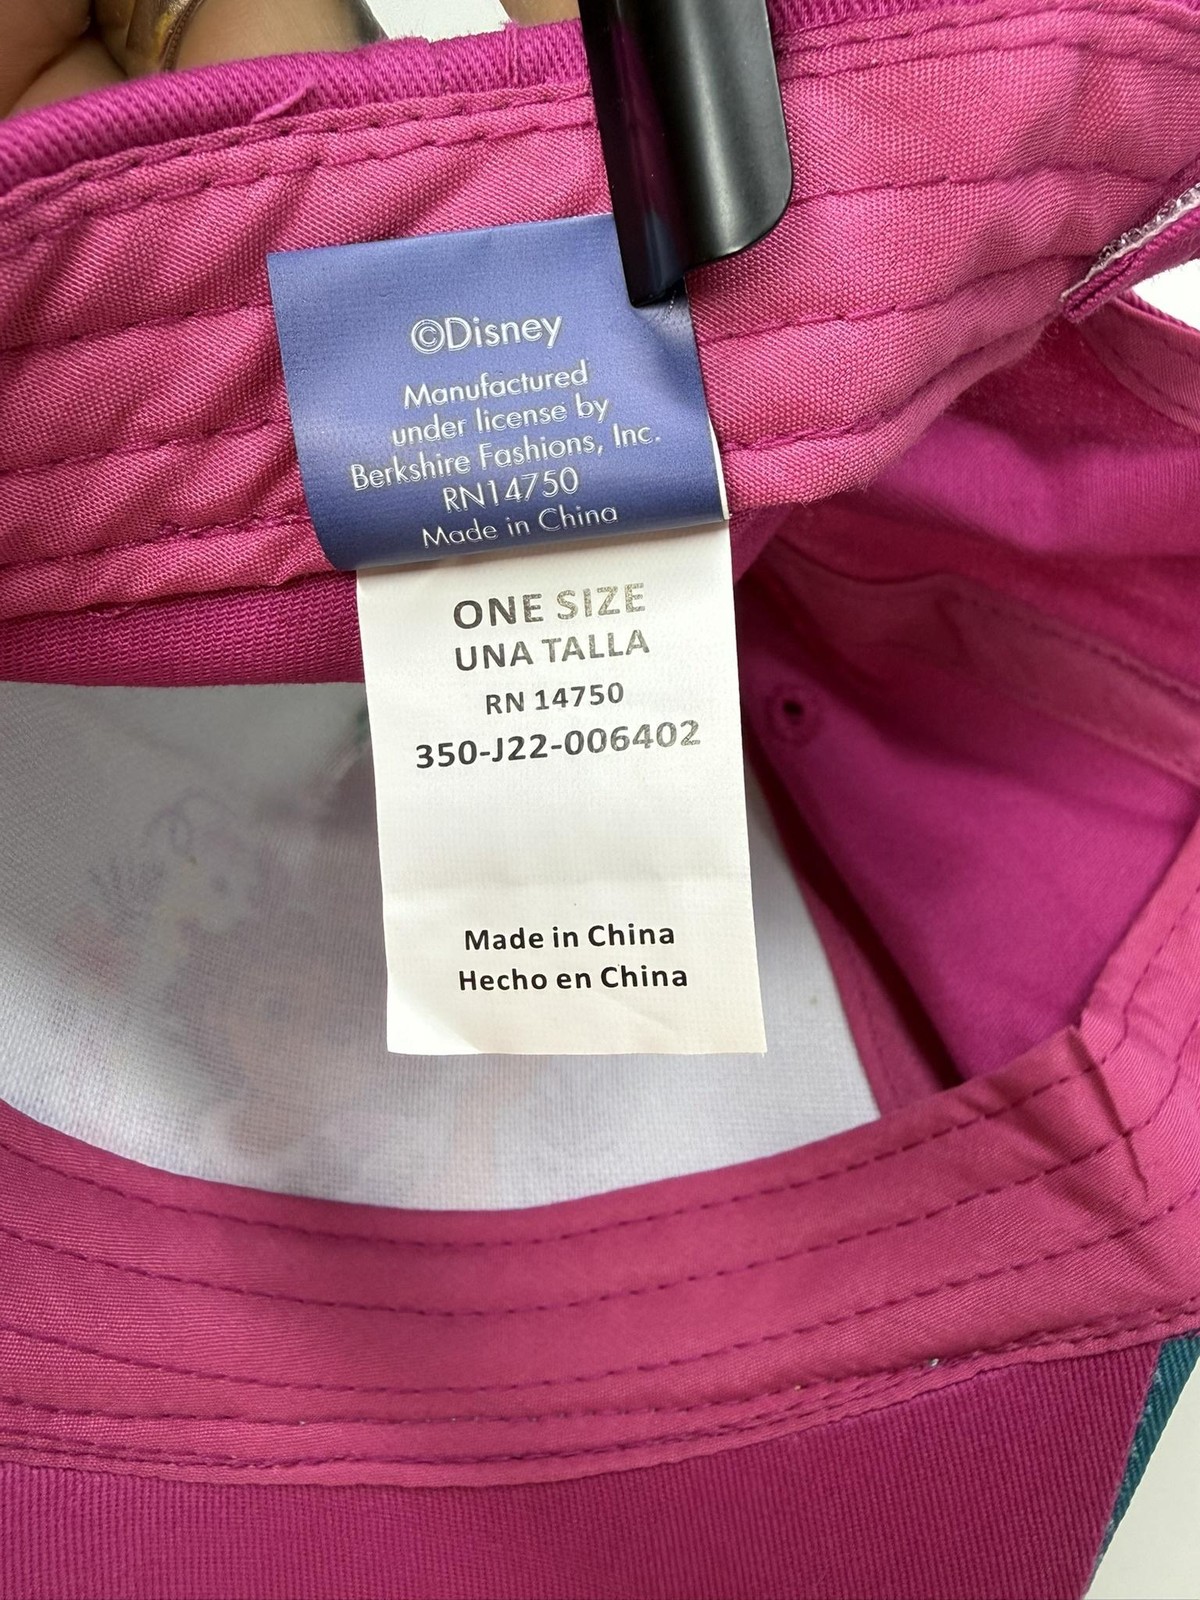 ©Disney
Manufactured
under license by
Berkshire Fashions, Inc.
RN14750
Made in China
ONE SIZE
UNA TALLA
RN 14750
350-J22-006402
Made in China
Hecho en China